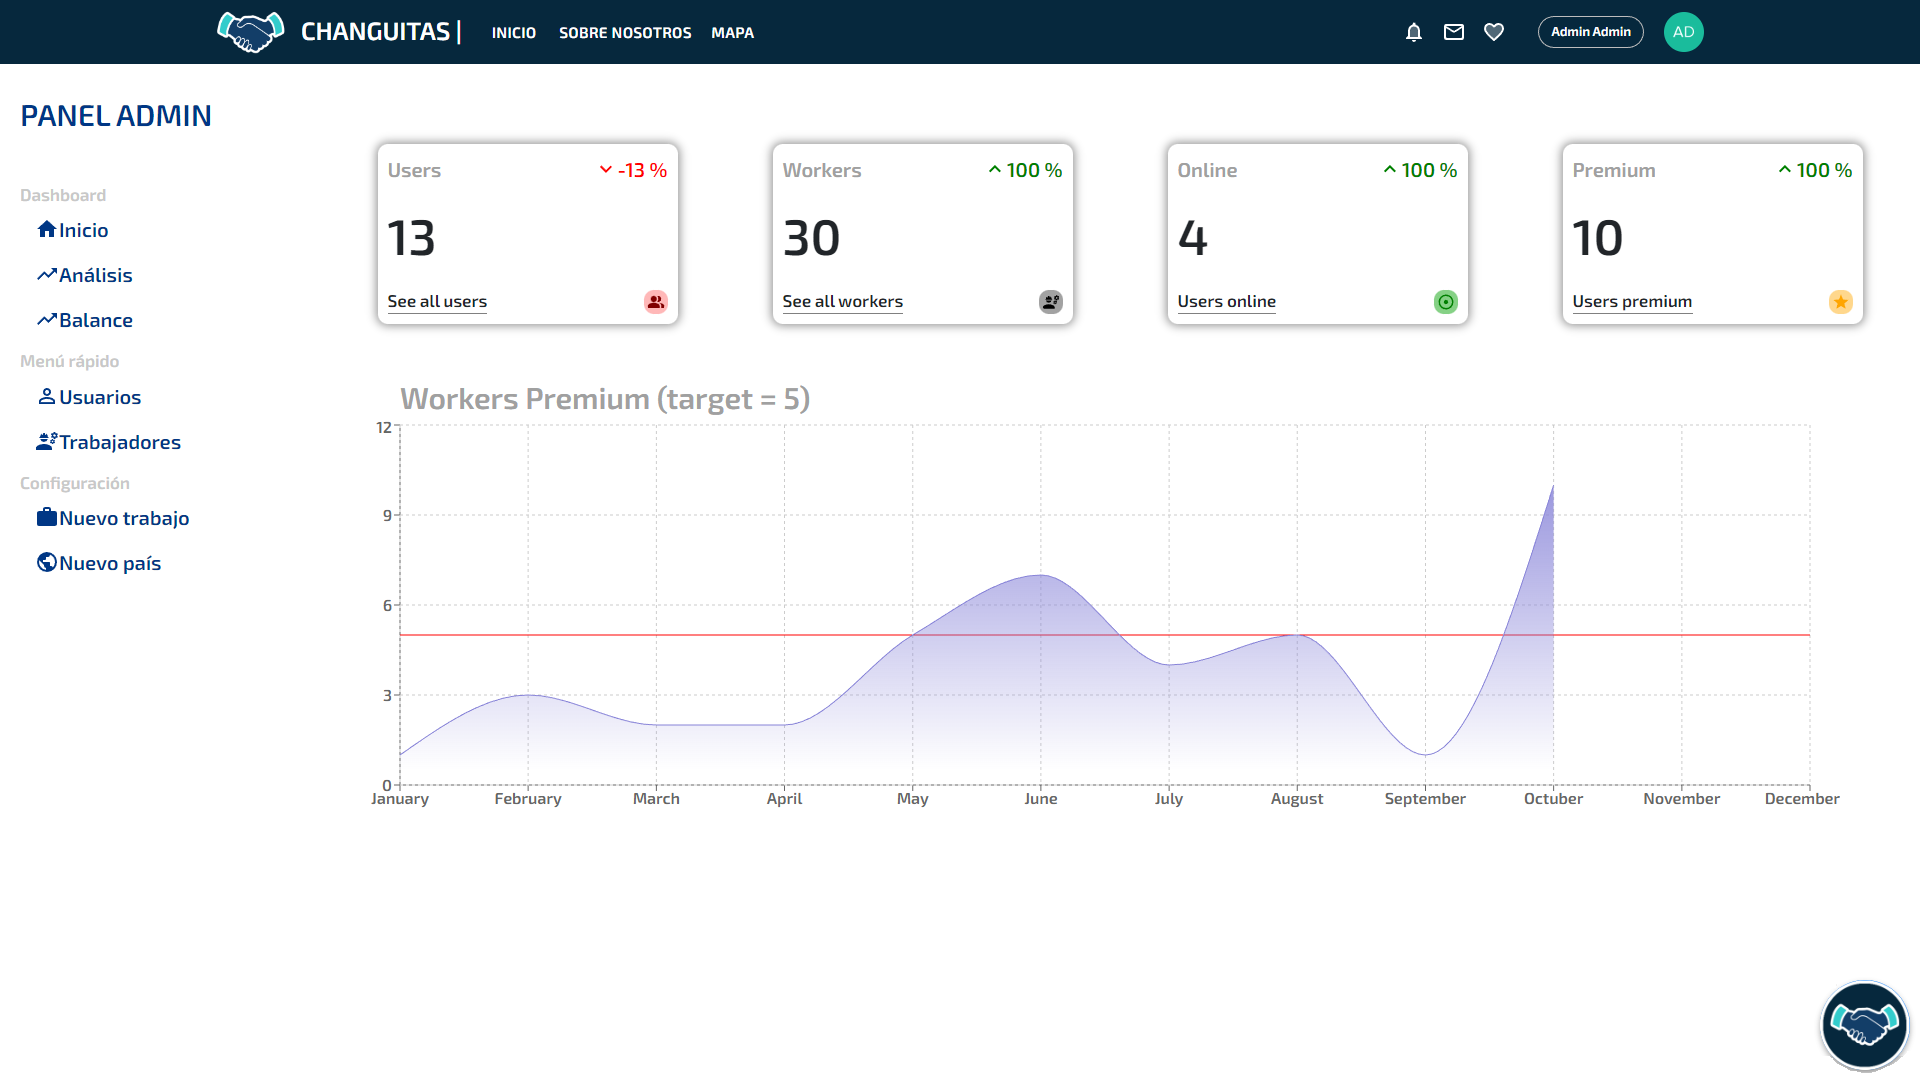 CHANGUITAS |
INICIO
SOBRE NOSOTROS
MAPA
Admin Admin
AD
PANEL ADMIN
Dashboard
Inicio
Análisis
Balance
Menú rápido
Usuarios
Trabajadores
Configuración
Nuevo trabajo
Nuevo país
Users
-13 %
13
See all users
Workers
100 %
30
See all workers
Online
100 %
4
Users online
Premium
100 %
10
Users premium
Workers Premium (target = 5)
12
9
6
3
0
January
February
March
April
May
June
July
August
September
Octuber
November
December